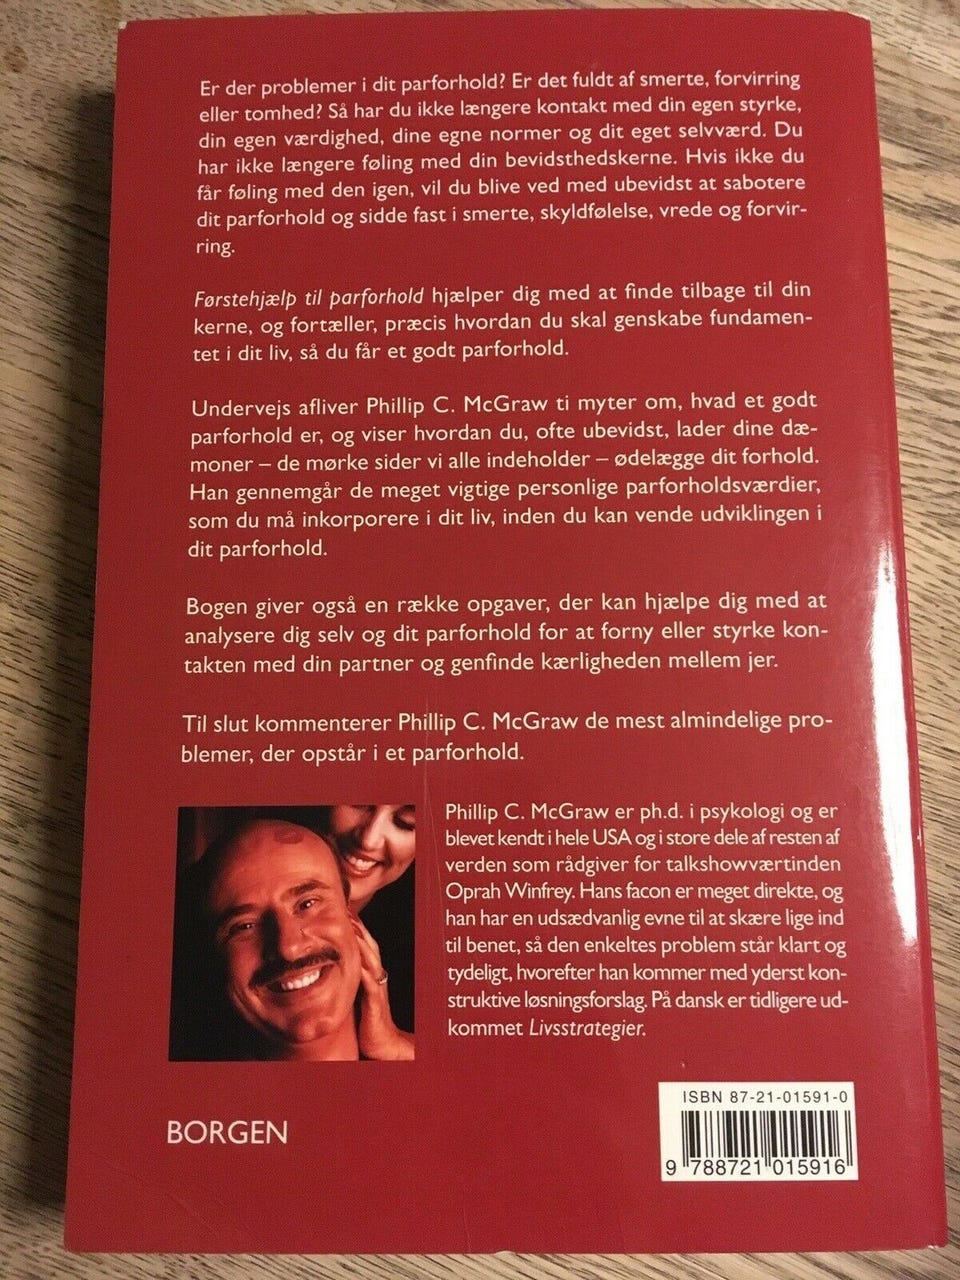 Er der problemer i dit parforhold? Er det fuldt af smerte, forvirring
eller tomhed? Så har du ikke længere kontakt med din egen styrke,
din egen værdighed, dine egne normer og dit eget selvværd. Du
har ikke længere føling med din bevidsthedskerne. Hvis ikke du
får føling med den igen, vil du blive ved med ubevidst at sabotere
dit parforhold og sidde fast i smerte, skyldfølelse, vrede og forvir-
ring.
Førstehjælp til parforhold hjælper dig med at finde tilbage til din
kerne, og fortæller, præcis hvordan du skal genskabe fundamen-
tet i dit liv, så du får et godt parforhold.
Undervejs afliver Phillip C. McGraw ti myter om, hvad et godt
parforhold er, og viser hvordan du, ofte ubevidst, lader dine dæ-
moner – de mørke sider vi alle indeholder – ødelægge dit forhold.
Han gennemgår de meget vigtige personlige parforholdsværdier,
som du må inkorporere i dit liv, inden du kan vende udviklingen i
dit parforhold.
Bogen giver også en række opgaver, der kan hjælpe dig med at
analysere dig selv og dit parforhold for at forny eller styrke kon-
takten med din partner og genfinde kærligheden mellem jer.
Til slut kommenterer Phillip C. McGraw de mest almindelige pro-
blemer, der opstår i et parforhold.
Phillip C. McGraw er ph.d. i psykologi og er
blevet kendt i hele USA og i store dele af resten af
verden som rådgiver for talkshowværtinden
Oprah Winfrey. Hans facon er meget direkte, og
han har en udsædvanlig evne til at skære lige ind
til benet, så den enkeltes problem står klart og
tydeligt, hvorefter han kommer med yderst kon-
struktive løsningsforslag. På dansk er tidligere ud-
kommet Livsstrategier.
BORGEN
ISBN 87-21-01591-0
9 788721 015916